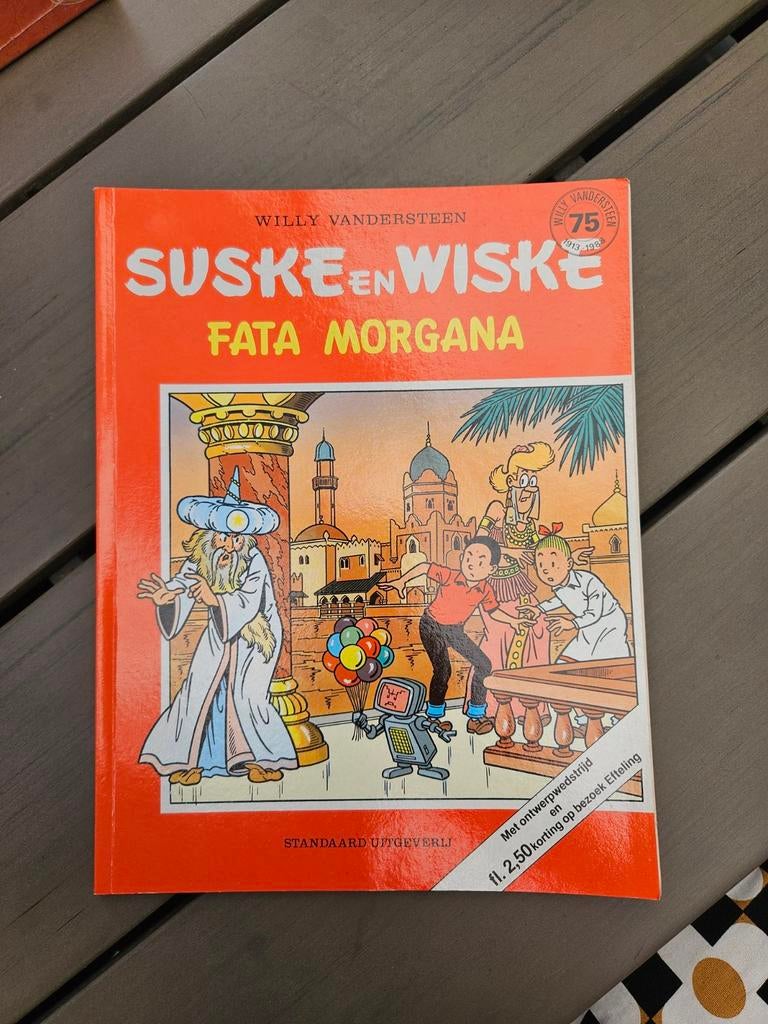 WILLY VANDERSTEEN
WILLY VANDERSTEEN
75
1913-1988
SUSKE EN WISKE
FATA MORGANA
Met ontwerpwedstrijd
en
fl. 2,50 korting op bezoek Efteling
STANDAARD UITGEVERIJ